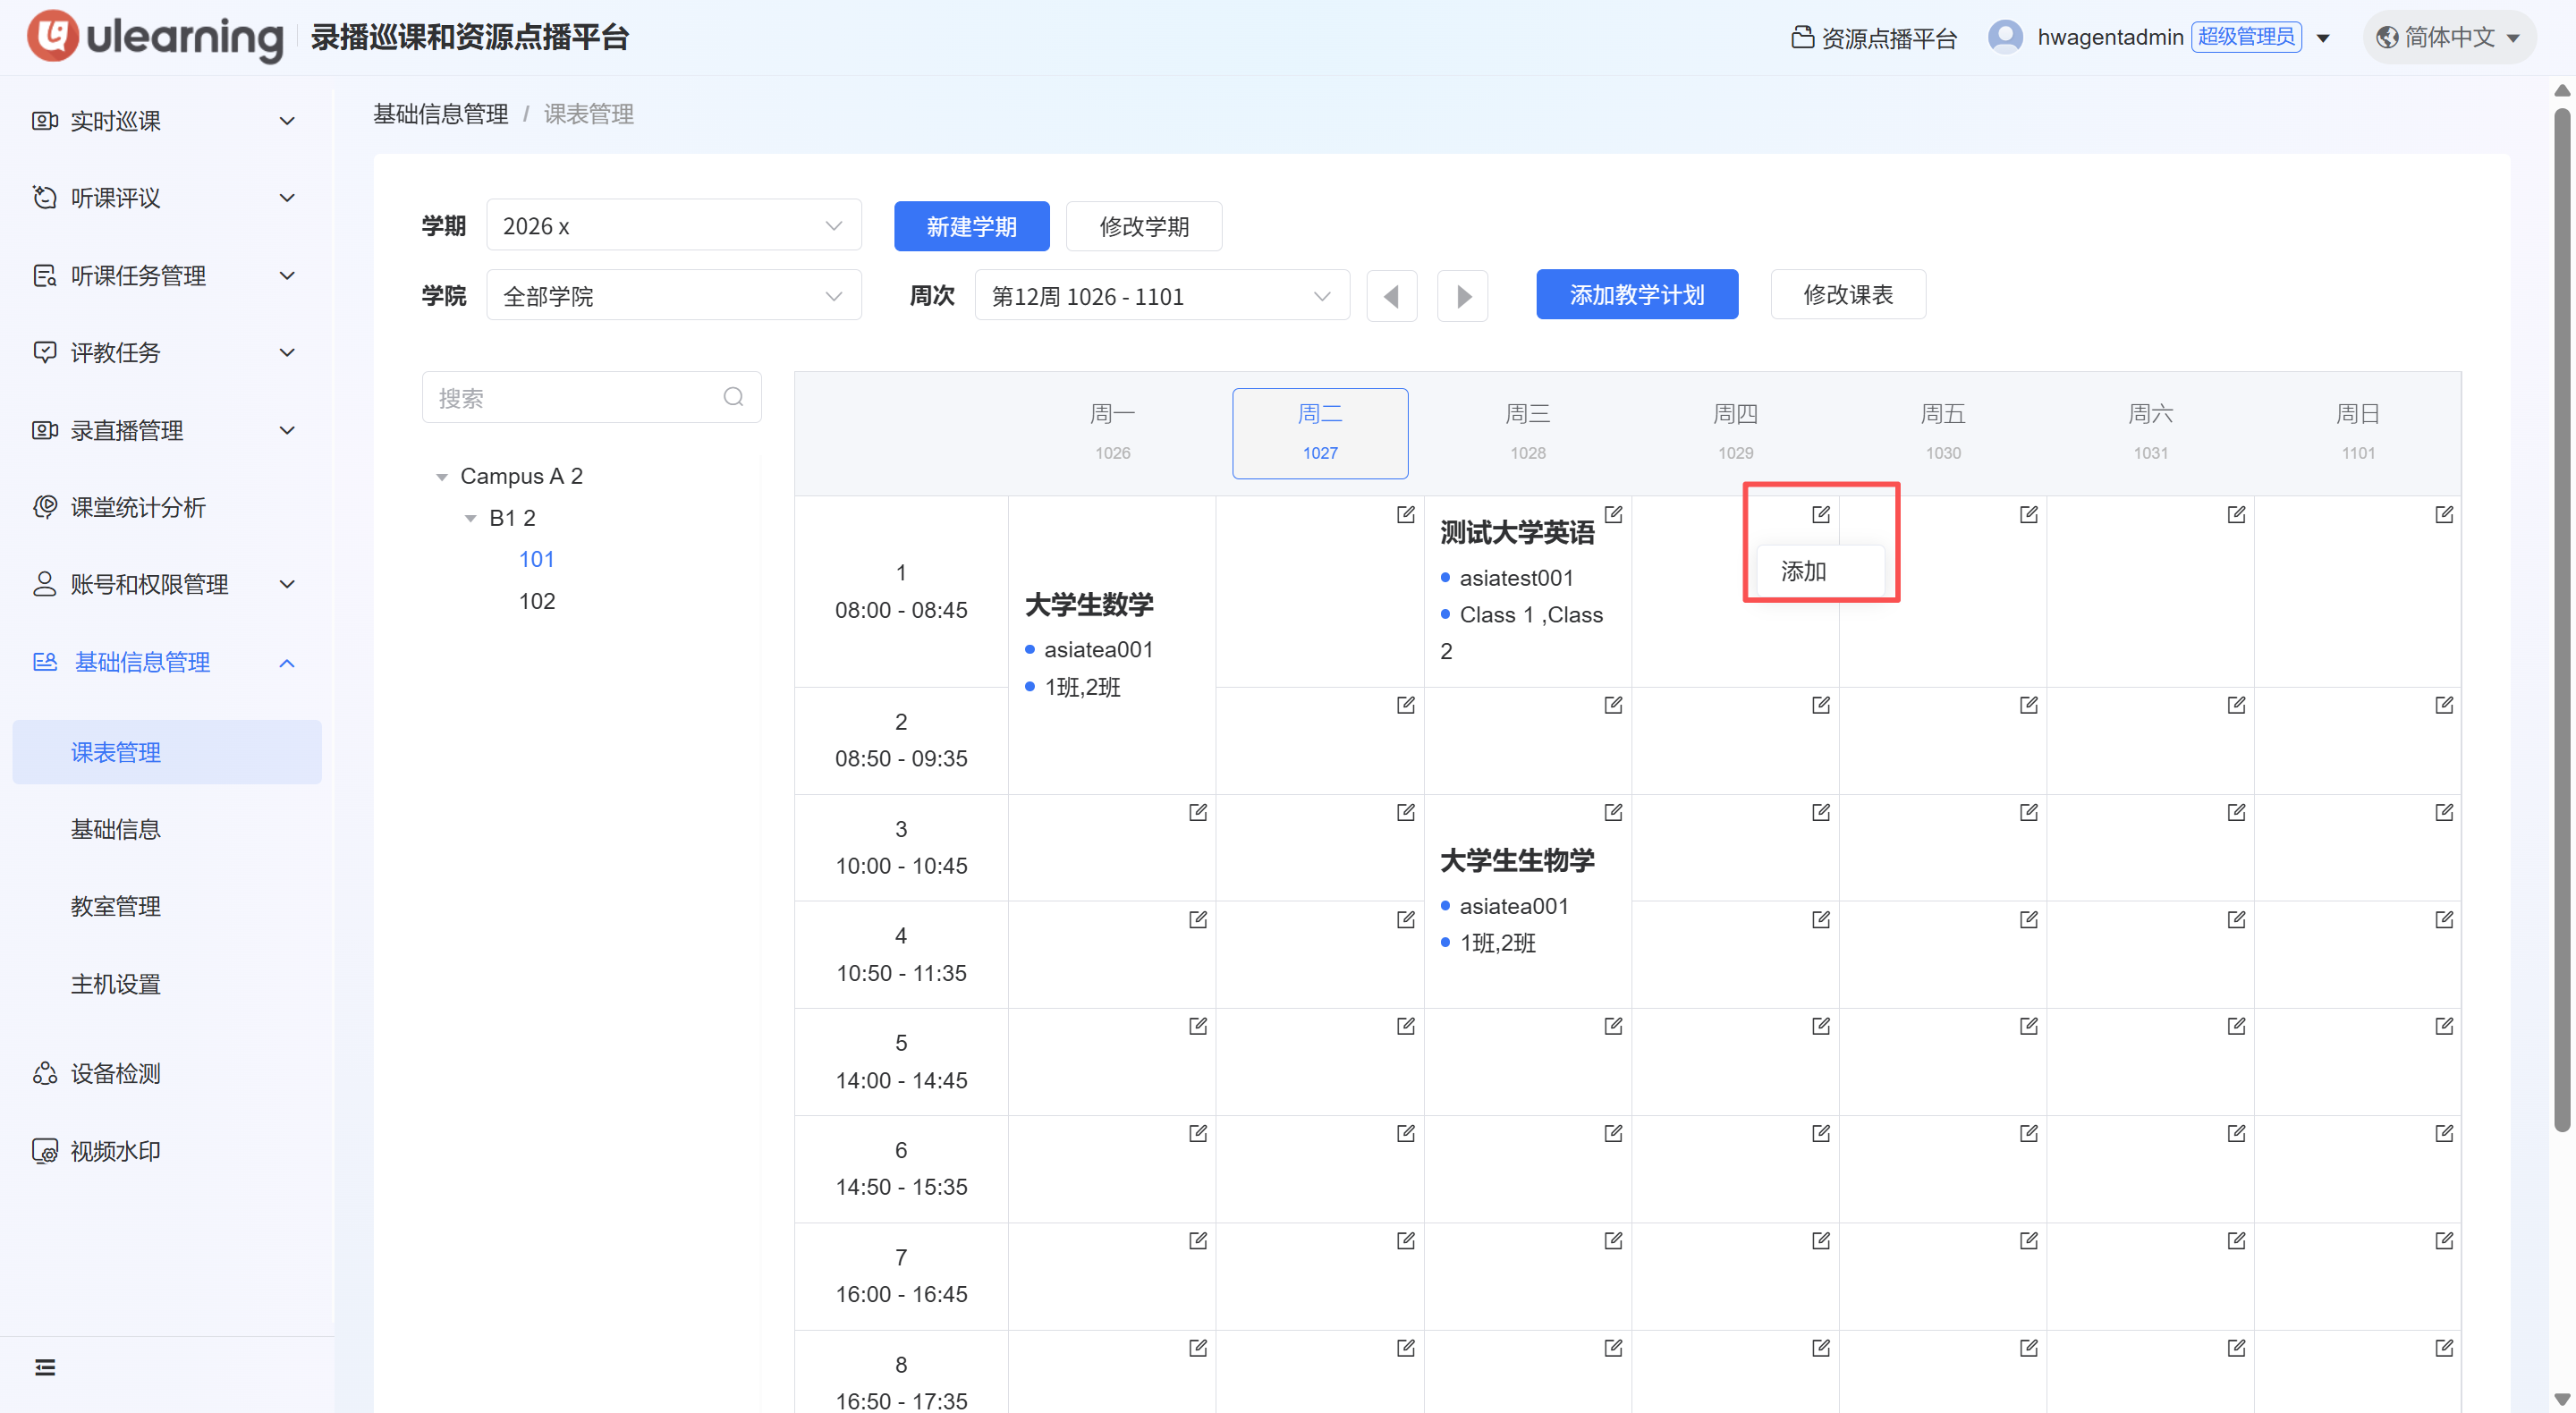 ulearning 录播巡课和资源点播平台 资源点播平台 hwagentadmin 超级管理员 简体中文
实时巡课
听课评议
听课任务管理
评教任务
录直播管理
课堂统计分析
账号和权限管理
基础信息管理
课表管理
基础信息
教室管理
主机设置
设备检测
视频水印
基础信息管理 / 课表管理
学期 2026 x 新建学期 修改学期
学院 全部学院 周次 第12周 1026 - 1101 添加教学计划 修改课表
搜索
Campus A 2
B1 2
101
102
周一 周二 周三 周四 周五 周六 周日
1026 1027 1028 1029 1030 1031 1101
1
08:00 - 08:45
大学生数学
asiatea001
1班,2班
测试大学英语
asiatest001
Class 1 ,Class
2
添加
2
08:50 - 09:35
3
10:00 - 10:45
大学生生物学
asiatea001
1班,2班
4
10:50 - 11:35
5
14:00 - 14:45
6
14:50 - 15:35
7
16:00 - 16:45
8
16:50 - 17:35